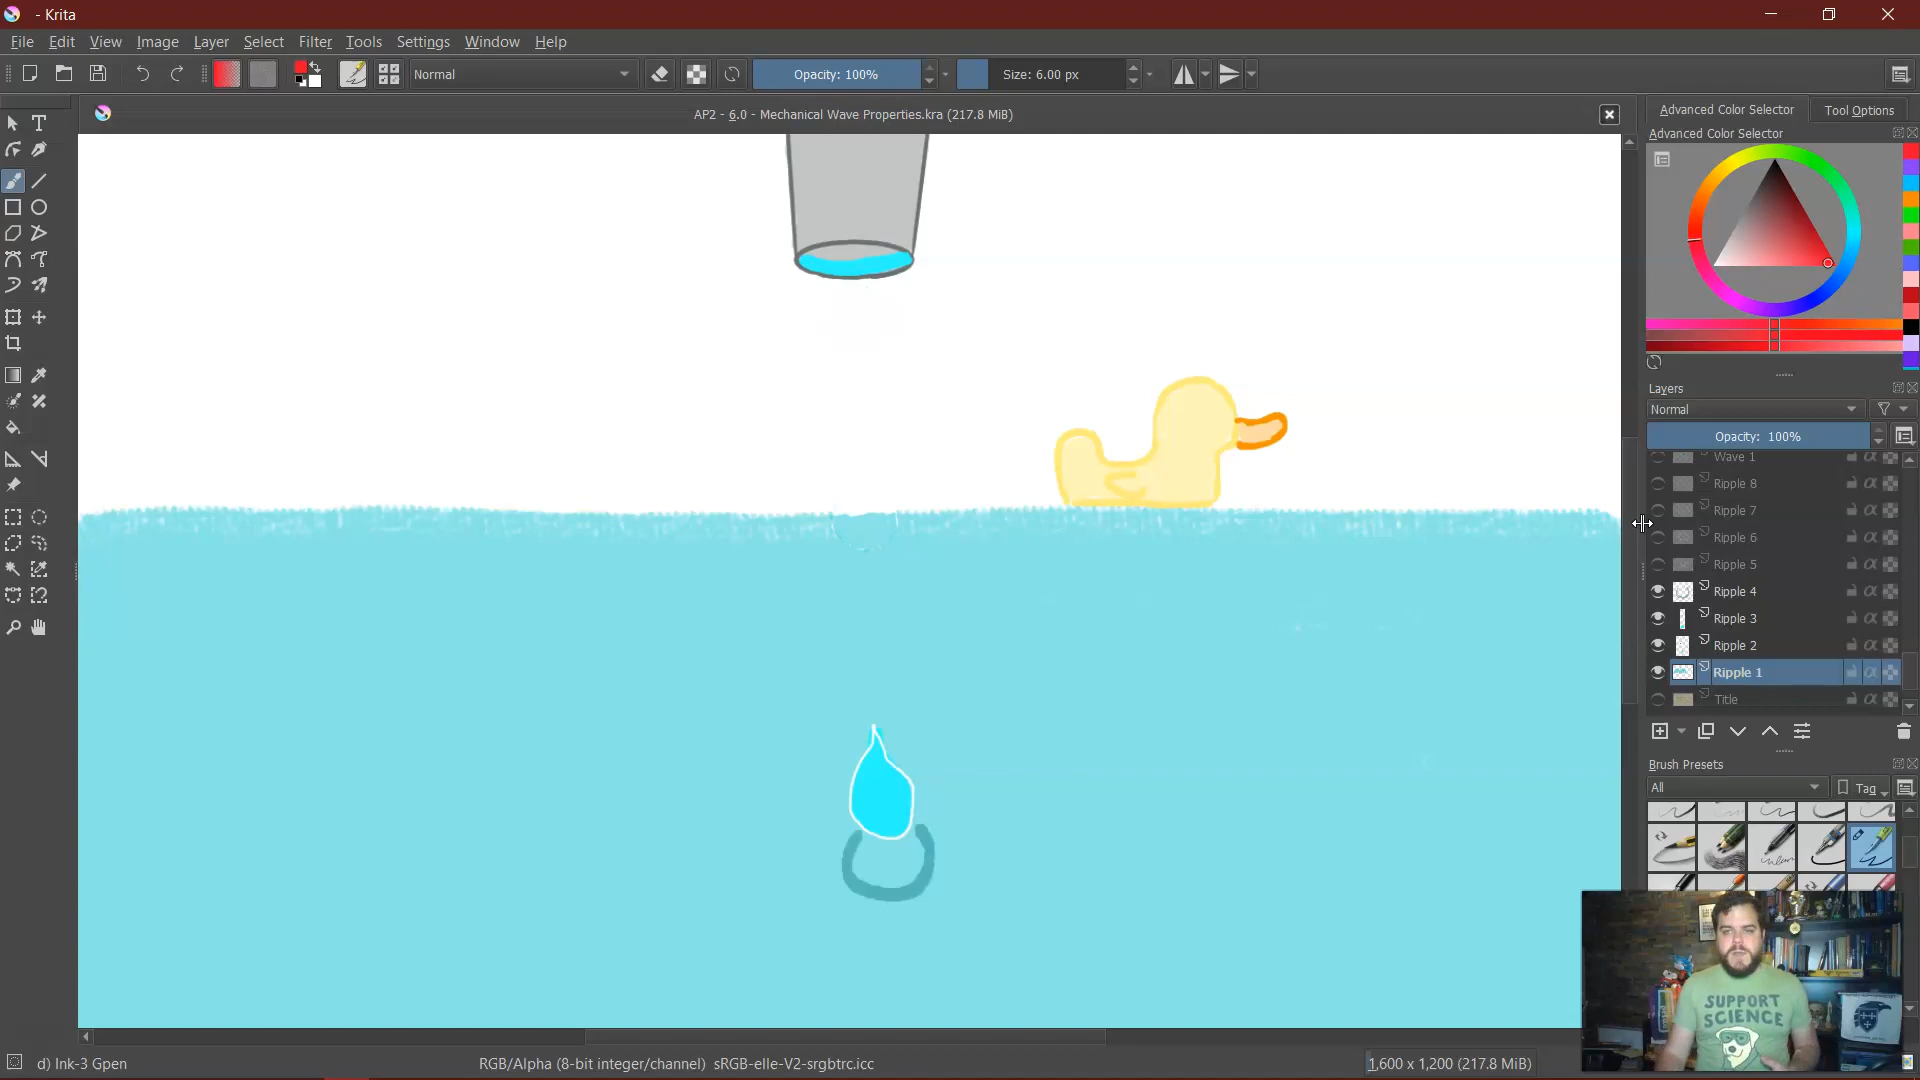 - Krita
File Edit View Image Layer Select Filter Tools Settings Window Help
Normal Opacity: 100% Size: 6.00 px
AP2 - 6.0 - Mechanical Wave Properties.kra (217.8 MiB)
Advanced Color Selector Tool Options
Advanced Color Selector
Layers
Normal
Opacity: 100%
Wave 1
Ripple 8
Ripple 7
Ripple 6
Ripple 5
Ripple 4
Ripple 3
Ripple 2
Ripple 1
Title
Brush Presets
All Tag
SUPPORT
SCIENCE
d) Ink-3 Gpen RGB/Alpha (8-bit integer/channel) sRGB-elle-V2-srgbtrc.icc 1,600 x 1,200 (217.8 MiB)